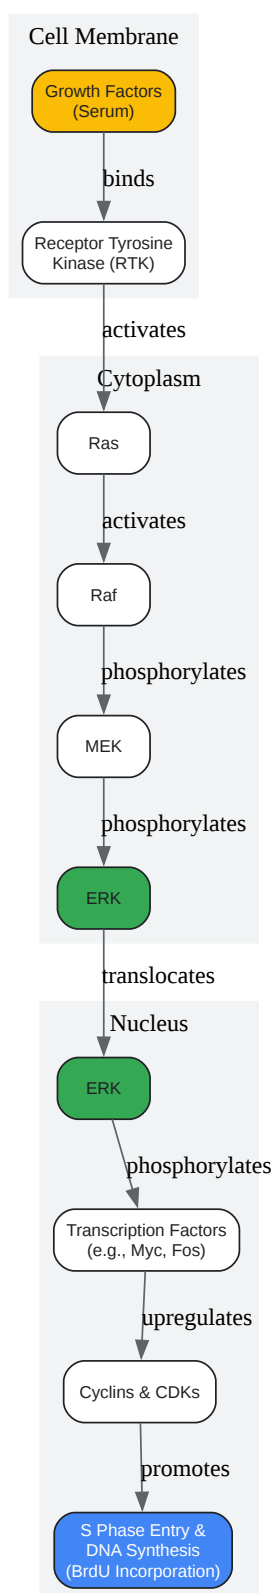 Cell Membrane
Growth Factors
(Serum)
binds
Receptor Tyrosine
Kinase (RTK)
activates
Cytoplasm
Ras
activates
Raf
phosphorylates
MEK
phosphorylates
ERK
translocates
Nucleus
ERK
phosphorylates
Transcription Factors
(e.g., Myc, Fos)
upregulates
Cyclins & CDKs
promotes
S Phase Entry &
DNA Synthesis
(BrdU Incorporation)